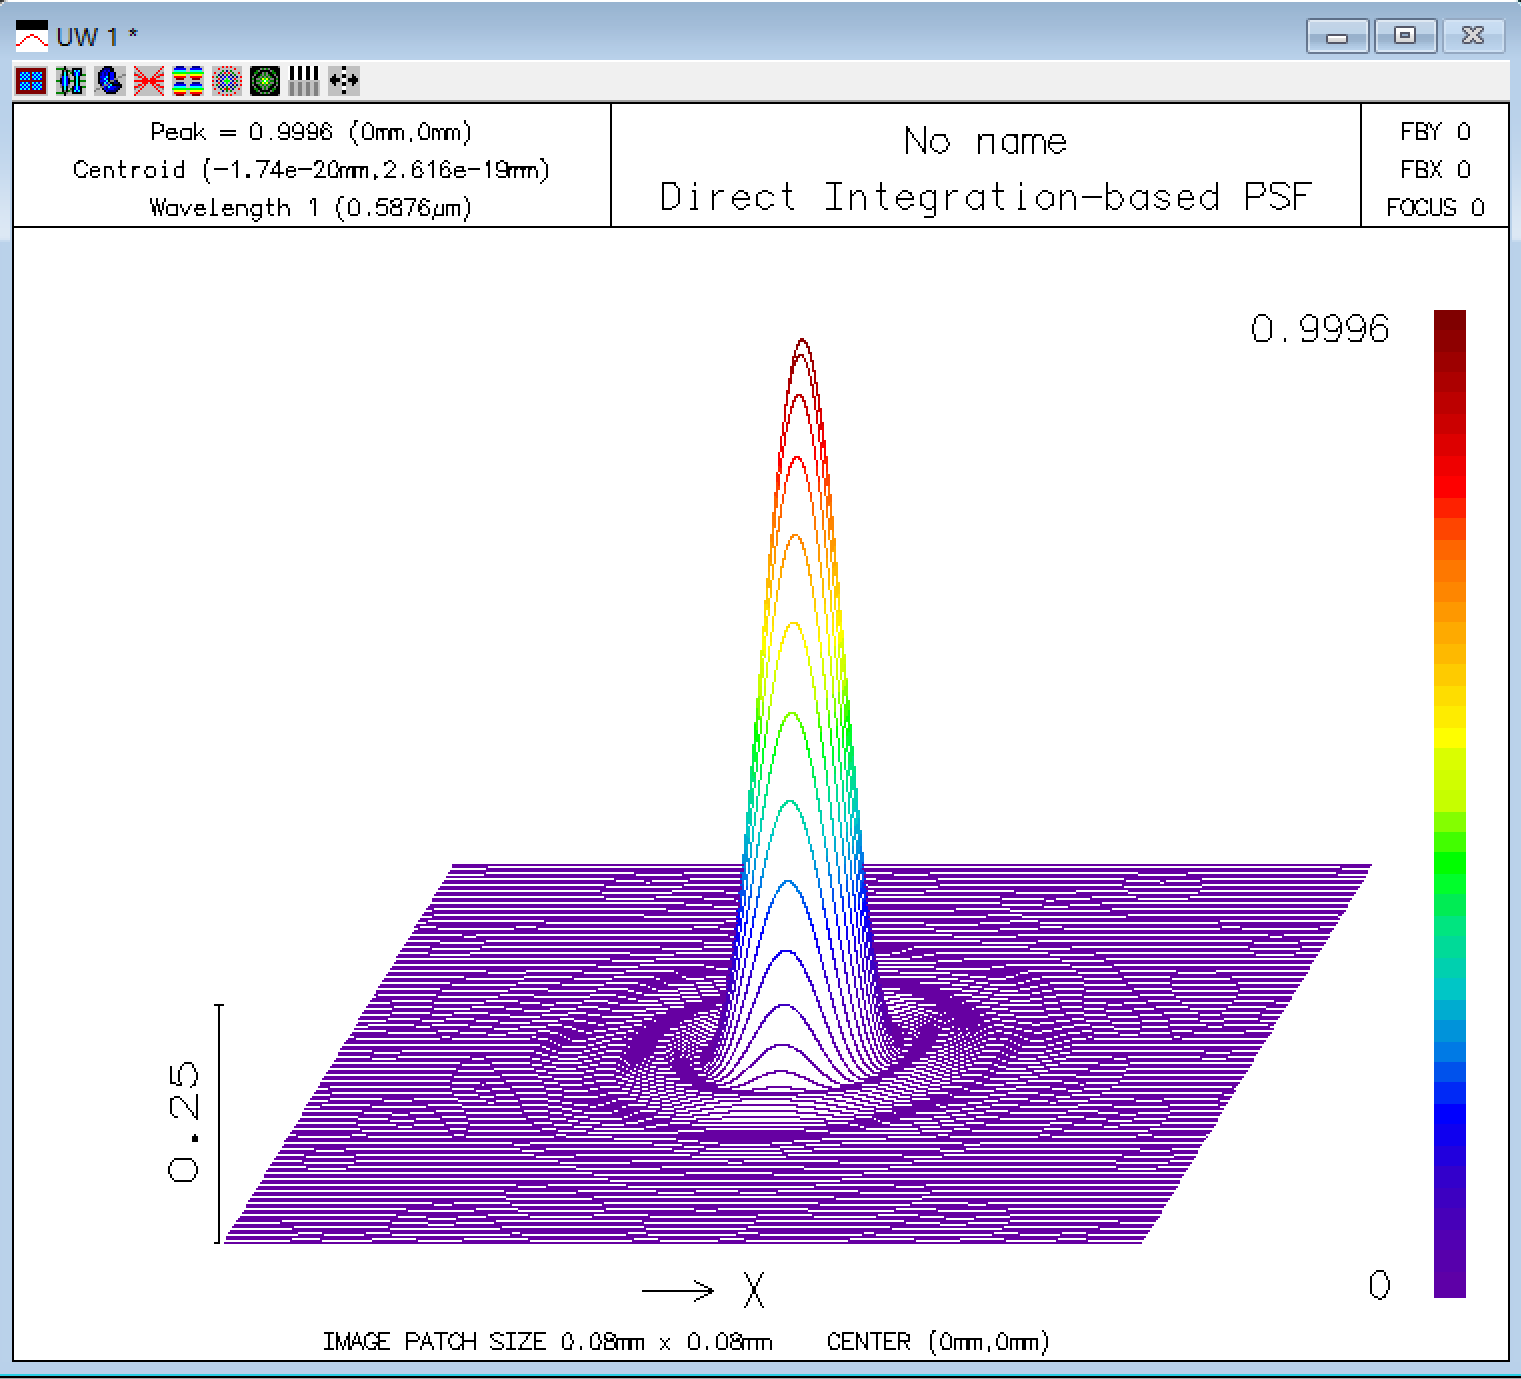 UW 1 *
Peak = 0.9996 (0mm,0mm)
Centroid (-1.74e-20mm,2.616e-19mm)
Wavelength 1 (0.5876µm)
No name
Direct Integration-based PSF
FBY 0
FBX 0
FOCUS 0
0.9996
0.25
0
X
IMAGE PATCH SIZE 0.08mm x 0.08mm CENTER (0mm,0mm)